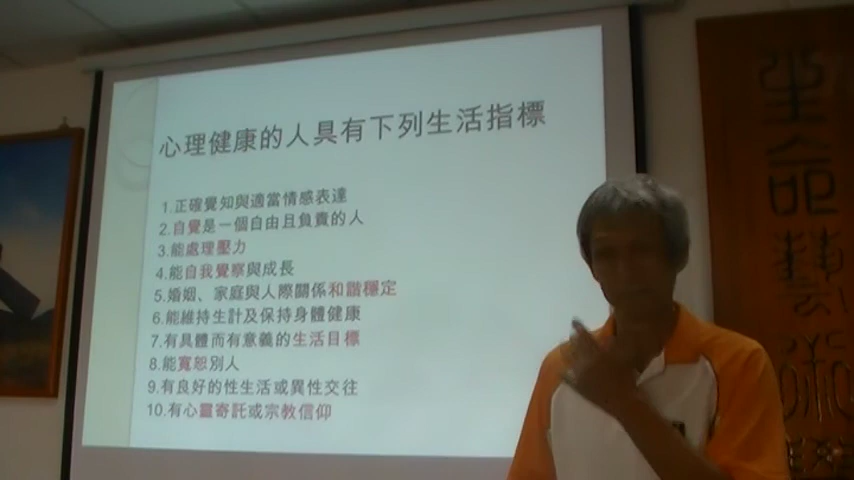 心理健康的人具有下列生活指標
1.正確覺知與適當情感表達
2.自覺是一個自由且負責的人
3.能處理壓力
4.能自我覺察與成長
5.婚姻、家庭與人際關係和諧穩定
6.能維持生計及保持身體健康
7.有具體而有意義的生活目標
8.能寬恕別人
9.有良好的性生活或異性交往
10.有心靈寄託或宗教信仰
生命藝術